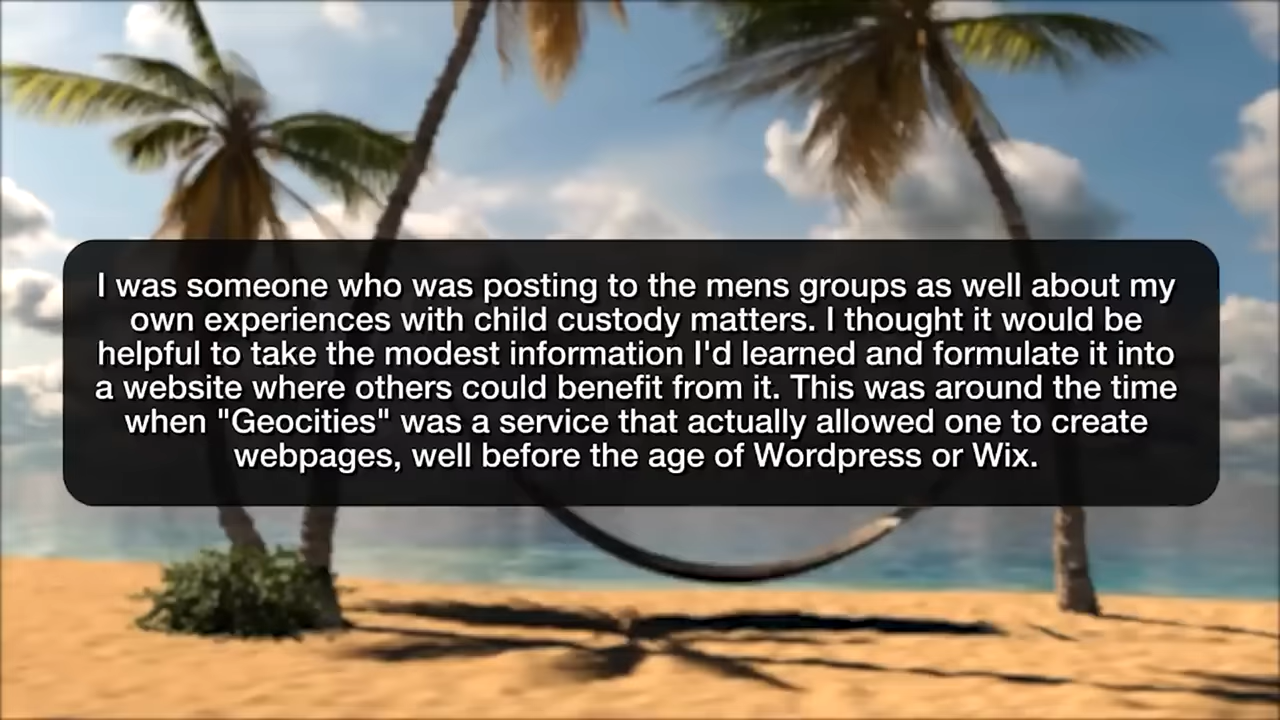 I was someone who was posting to the mens groups as well about my
own experiences with child custody matters. I thought it would be
helpful to take the modest information I'd learned and formulate it into
a website where others could benefit from it. This was around the time
when "Geocities" was a service that actually allowed one to create
webpages, well before the age of Wordpress or Wix.